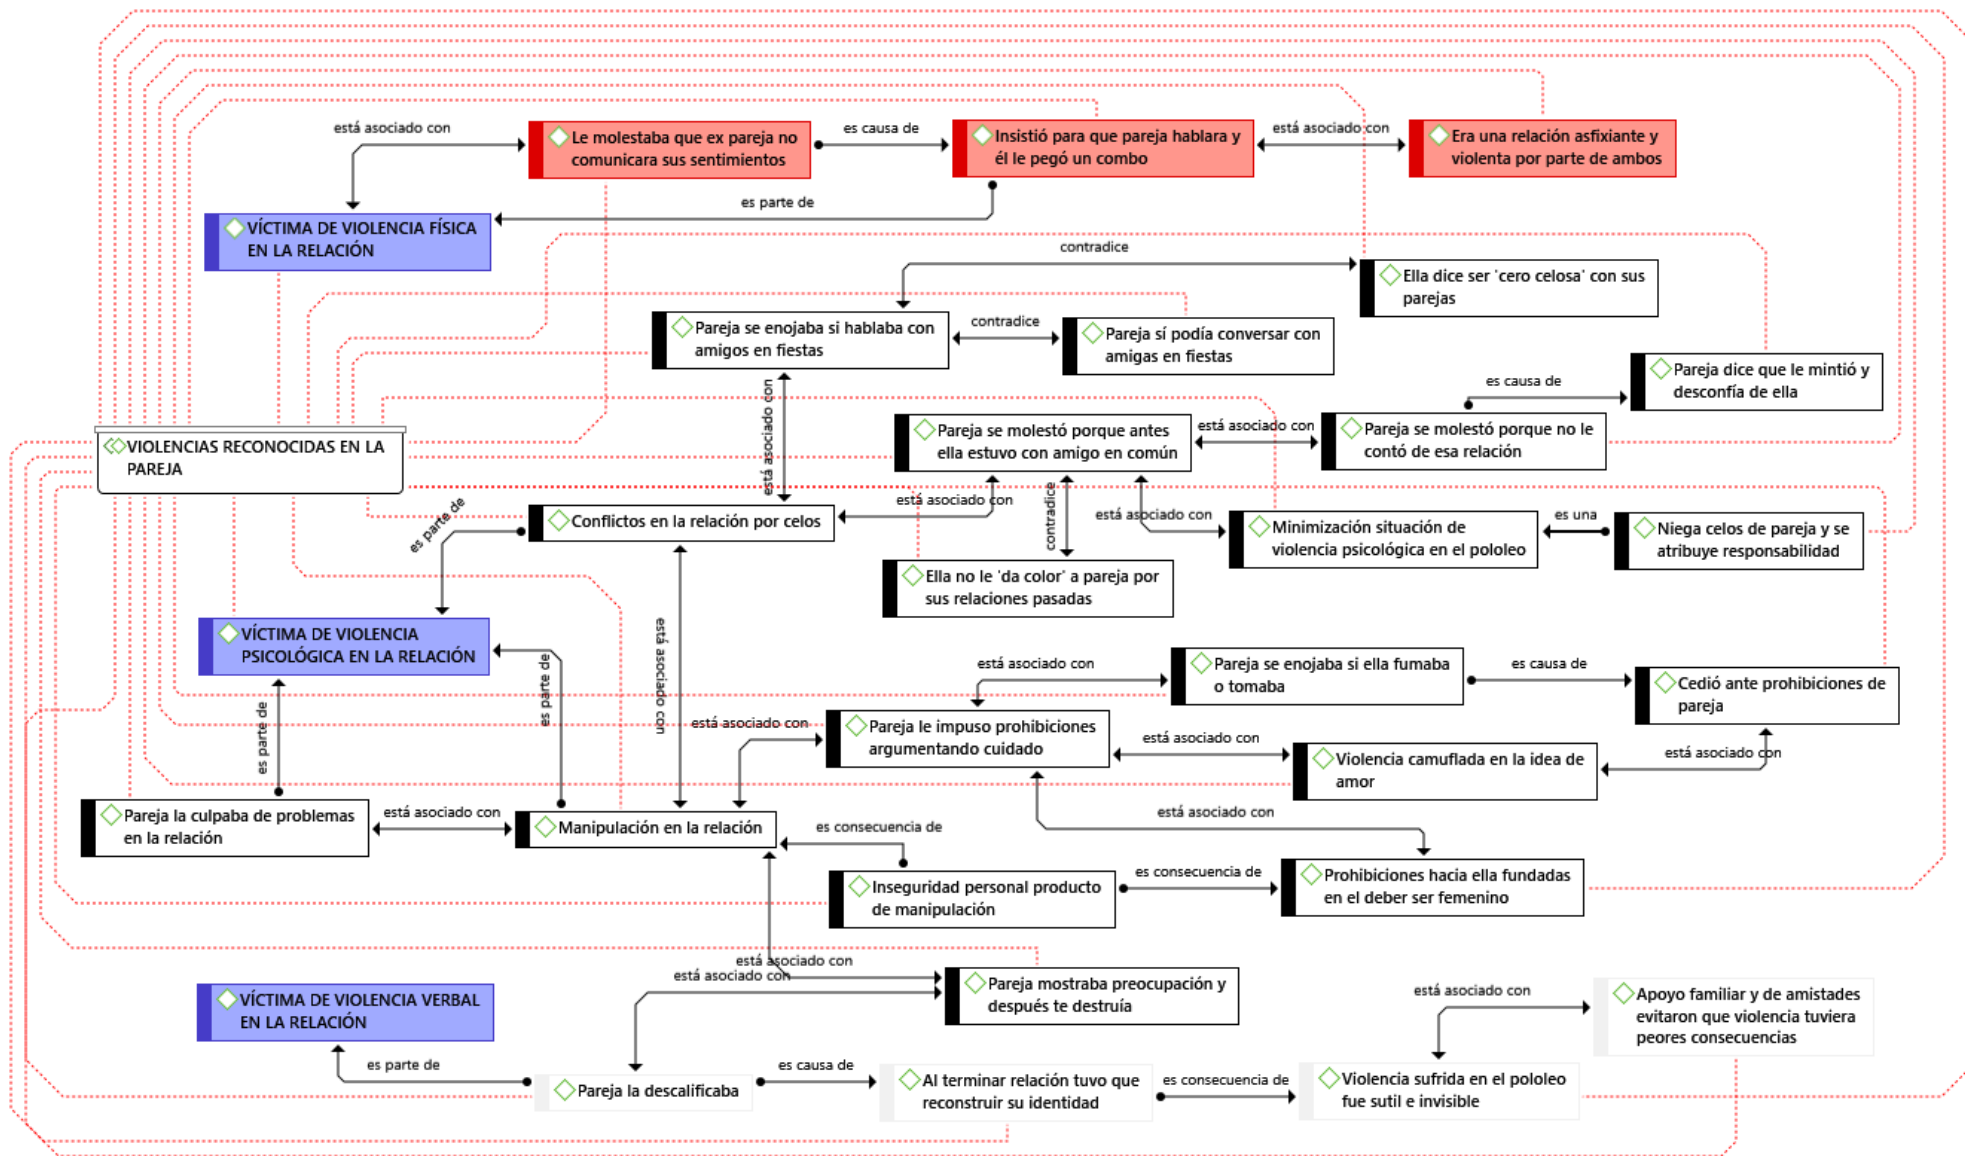 está asociado con
Le molestaba que ex pareja no
comunicara sus sentimientos
es causa de
Insistió para que pareja hablara y
él le pegó un combo
está asociado con
Era una relación asfixiante y
violenta por parte de ambos
es parte de
VÍCTIMA DE VIOLENCIA FÍSICA
EN LA RELACIÓN
contradice
Ella dice ser 'cero celosa' con sus
parejas
Pareja se enojaba si hablaba con
amigos en fiestas
contradice
Pareja sí podía conversar con
amigas en fiestas
Pareja dice que le mintió y
desconfía de ella
es causa de
está asociado con
Pareja se molestó porque antes
ella estuvo con amigo en común
está asociado con
Pareja se molestó porque no le
contó de esa relación
VIOLENCIAS RECONOCIDAS EN LA
PAREJA
es parte de
Conflictos en la relación por celos
está asociado con
contradice
está asociado con
Minimización situación de
violencia psicológica en el pololeo
es una
Niega celos de pareja y se
atribuye responsabilidad
Ella no le 'da color' a pareja por
sus relaciones pasadas
VÍCTIMA DE VIOLENCIA
PSICOLÓGICA EN LA RELACIÓN
es parte de
es parte de
está asociado con
está asociado con
Pareja se enojaba si ella fumaba
o tomaba
es causa de
Cedió ante prohibiciones de
pareja
está asociado con
Pareja le impuso prohibiciones
argumentando cuidado
está asociado con
Violencia camuflada en la idea de
amor
está asociado con
Pareja la culpaba de problemas
en la relación
está asociado con
Manipulación en la relación
es consecuencia de
está asociado con
Inseguridad personal producto
de manipulación
es consecuencia de
Prohibiciones hacia ella fundadas
en el deber ser femenino
está asociado con
está asociado con
Pareja mostraba preocupación y
después te destruía
VÍCTIMA DE VIOLENCIA VERBAL
EN LA RELACIÓN
está asociado con
Apoyo familiar y de amistades
evitaron que violencia tuviera
peores consecuencias
es parte de
Pareja la descalificaba
es causa de
Al terminar relación tuvo que
reconstruir su identidad
es consecuencia de
Violencia sufrida en el pololeo
fue sutil e invisible